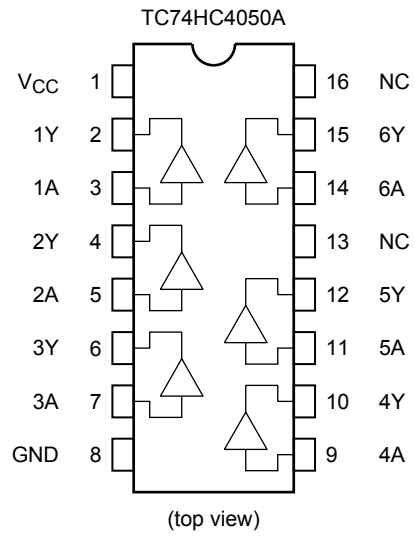 TC74HC4050A
VCC 1 16 NC
1Y 2 15 6Y
1A 3 14 6A
2Y 4 13 NC
2A 5 12 5Y
3Y 6 11 5A
3A 7 10 4Y
GND 8 9 4A
(top view)